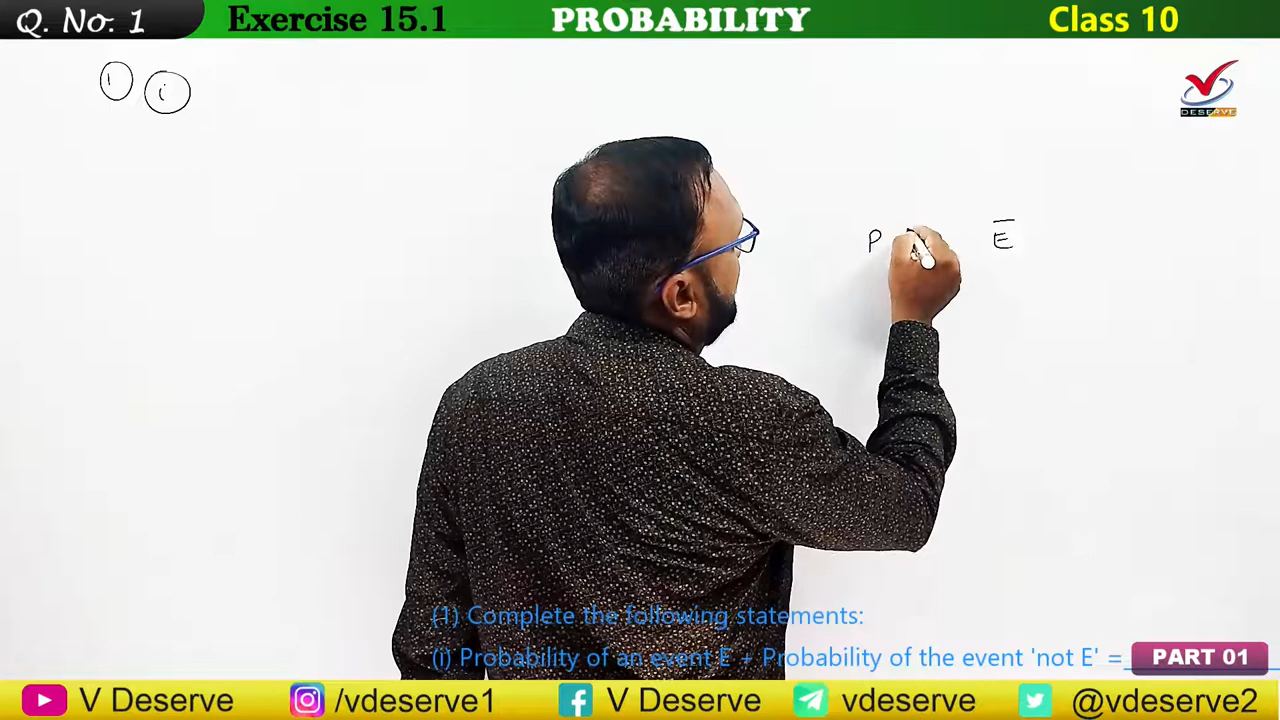 Q. No. 1 Exercise 15.1 PROBABILITY Class 10
1 i
DESERVE
P E̅
(1) Complete the following statements:
(i) Probability of an event E + Probability of the event 'not E' =_
PART 01
V Deserve /vdeserve1 V Deserve vdeserve @vdeserve2